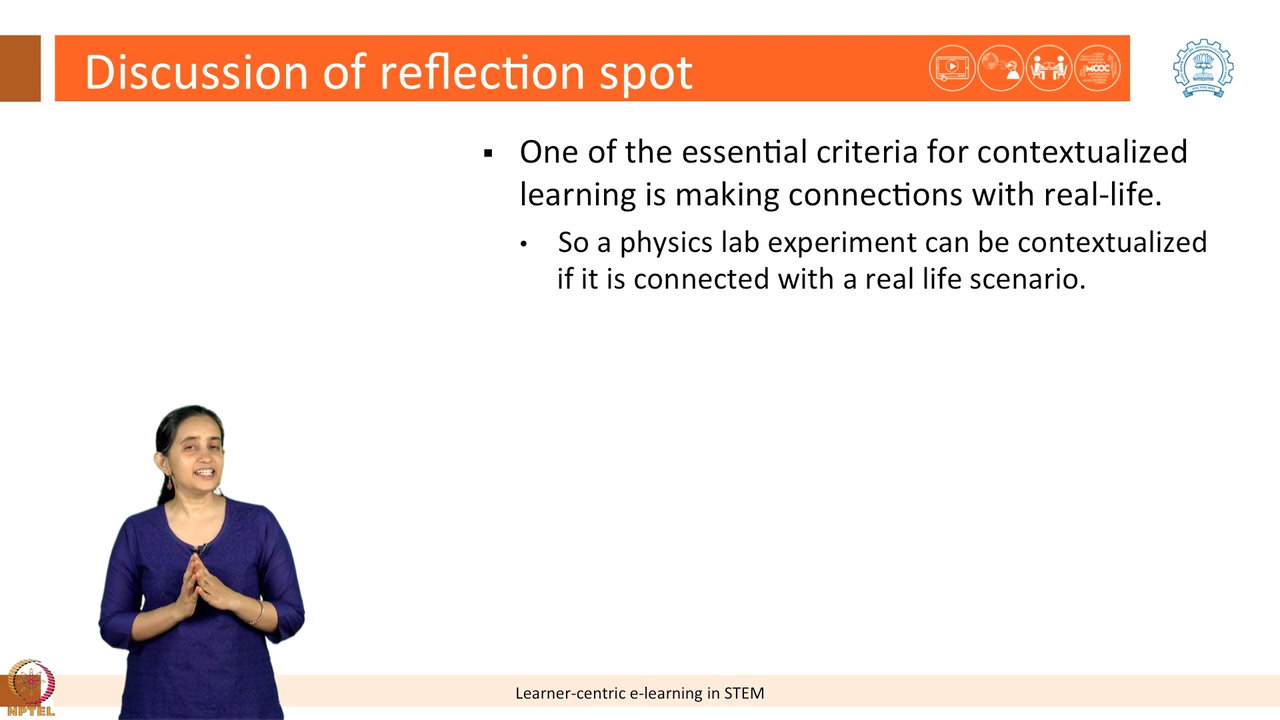 Discussion of reflection spot
MOOC
▪ One of the essential criteria for contextualized
learning is making connections with real-life.
• So a physics lab experiment can be contextualized
if it is connected with a real life scenario.
Learner-centric e-learning in STEM
NPTEL